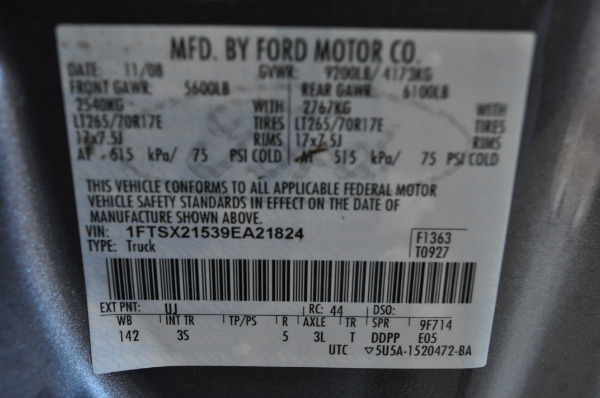 MFD. BY FORD MOTOR CO.
DATE: 11/08 GVWR: 9200LB/ 4173KG
FRONT GAWR: 5600LB REAR GAWR: 6100LB
2540KG WITH 2767KG WITH
LT265/70R17E TIRES LT265/70R17E TIRES
17x7.5J RIMS 17x7.5J RIMS
AT 615 kPa/ 75 PSI COLD AT 515 kPa/ 75 PSI COLD
THIS VEHICLE CONFORMS TO ALL APPLICABLE FEDERAL MOTOR
VEHICLE SAFETY STANDARDS IN EFFECT ON THE DATE OF
MANUFACTURE SHOWN ABOVE.
VIN: 1FTSX21539EA21824 F1363
TYPE: Truck T0927
EXT PNT: UJ RC: 44 DSO:
WB INT TR TP/PS R AXLE TR SPR 9F714
142 3S 5 3L T DDPP E05
UTC ▽5U5A-1520472-BA